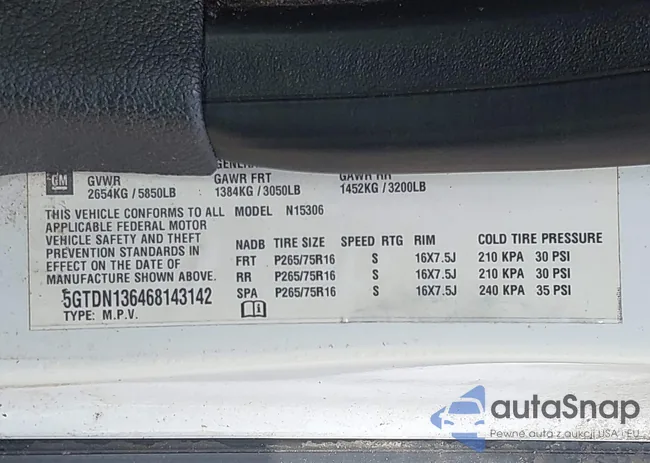 GM
GVWR GAWR FRT GAWR RR
2654KG / 5850LB 1384KG / 3050LB 1452KG / 3200LB
THIS VEHICLE CONFORMS TO ALL MODEL N15306
APPLICABLE FEDERAL MOTOR
VEHICLE SAFETY AND THEFT
PREVENTION STANDARDS IN
EFFECT ON THE DATE OF
MANUFACTURE SHOWN ABOVE.
5GTDN136468143142
TYPE: M.P.V.
NADB TIRE SIZE SPEED RTG RIM COLD TIRE PRESSURE
FRT P265/75R16 S 16X7.5J 210 KPA 30 PSI
RR P265/75R16 S 16X7.5J 210 KPA 30 PSI
SPA P265/75R16 S 16X7.5J 240 KPA 35 PSI
autaSnap
Pewne auta z aukcji USA i EU